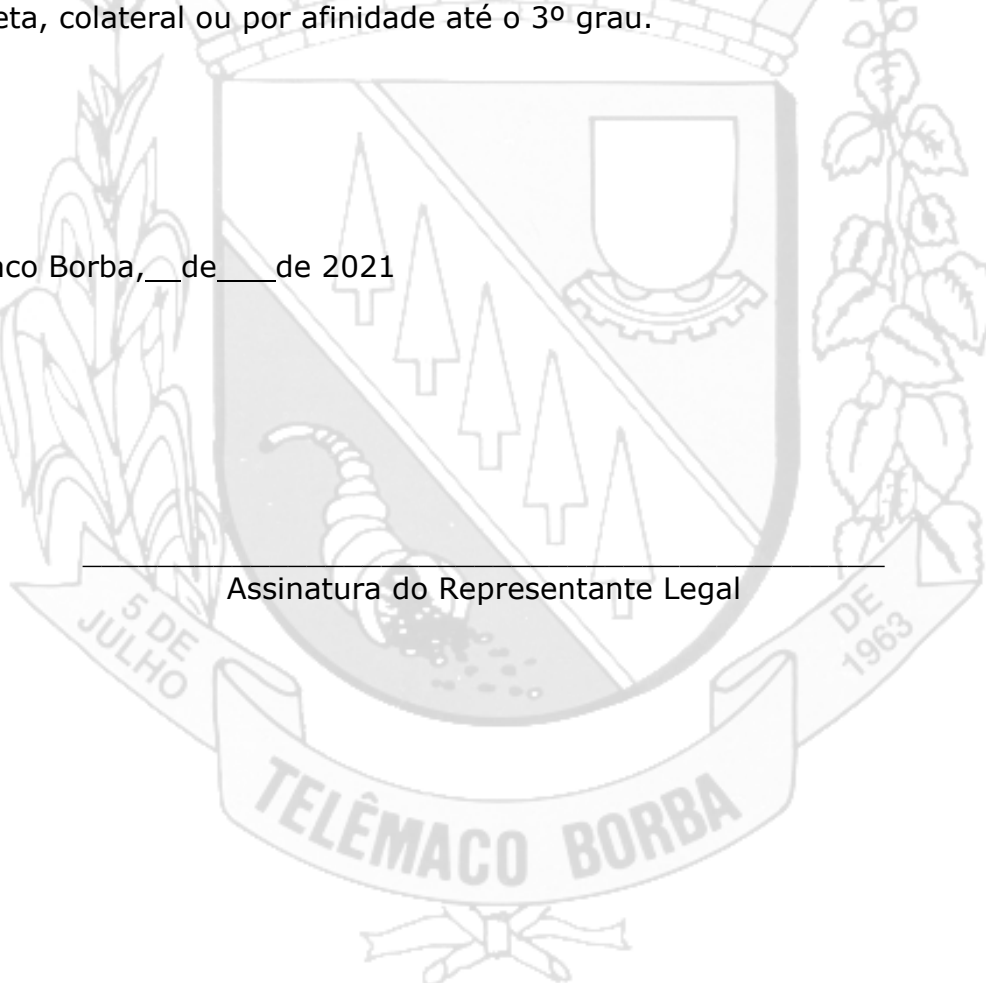 eta, colateral ou por afinidade até o 3º grau.
aco Borba,__de___de 2021
Assinatura do Representante Legal
5 DE
JULHO
DE
1963
TELÊMACO BORBA